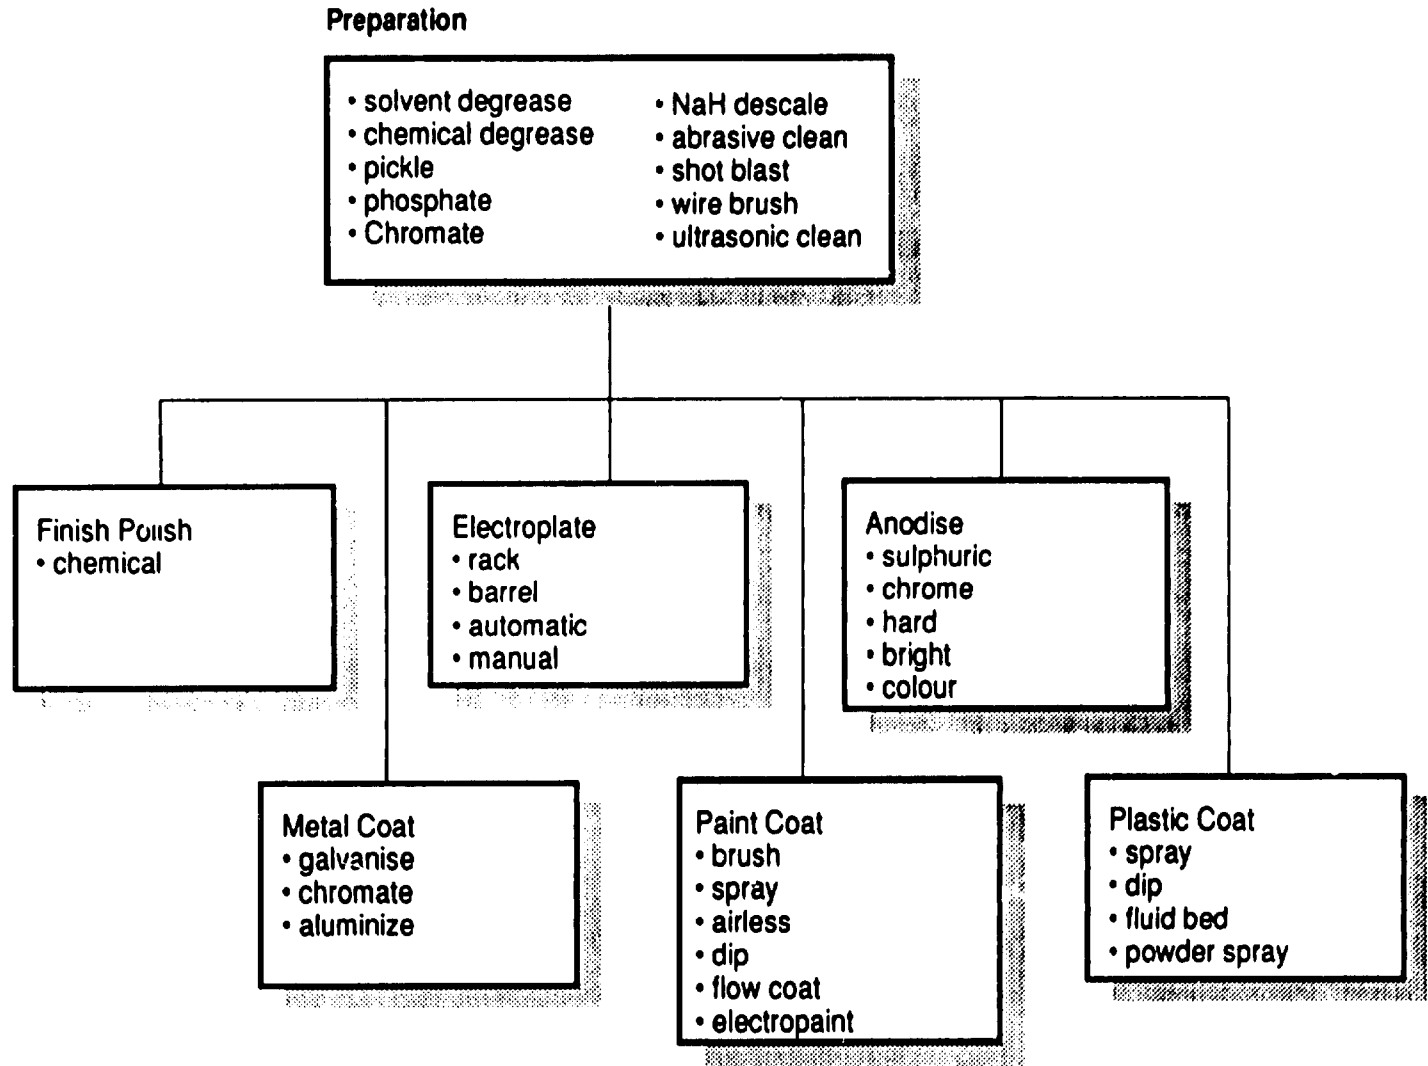 Preparation
• solvent degrease
• chemical degrease
• pickle
• phosphate
• Chromate
• NaH descale
• abrasive clean
• shot blast
• wire brush
• ultrasonic clean
Finish Polish
• chemical
Electroplate
• rack
• barrel
• automatic
• manual
Anodise
• sulphuric
• chrome
• hard
• bright
• colour
Metal Coat
• galvanise
• chromate
• aluminize
Paint Coat
• brush
• spray
• airless
• dip
• flow coat
• electropaint
Plastic Coat
• spray
• dip
• fluid bed
• powder spray